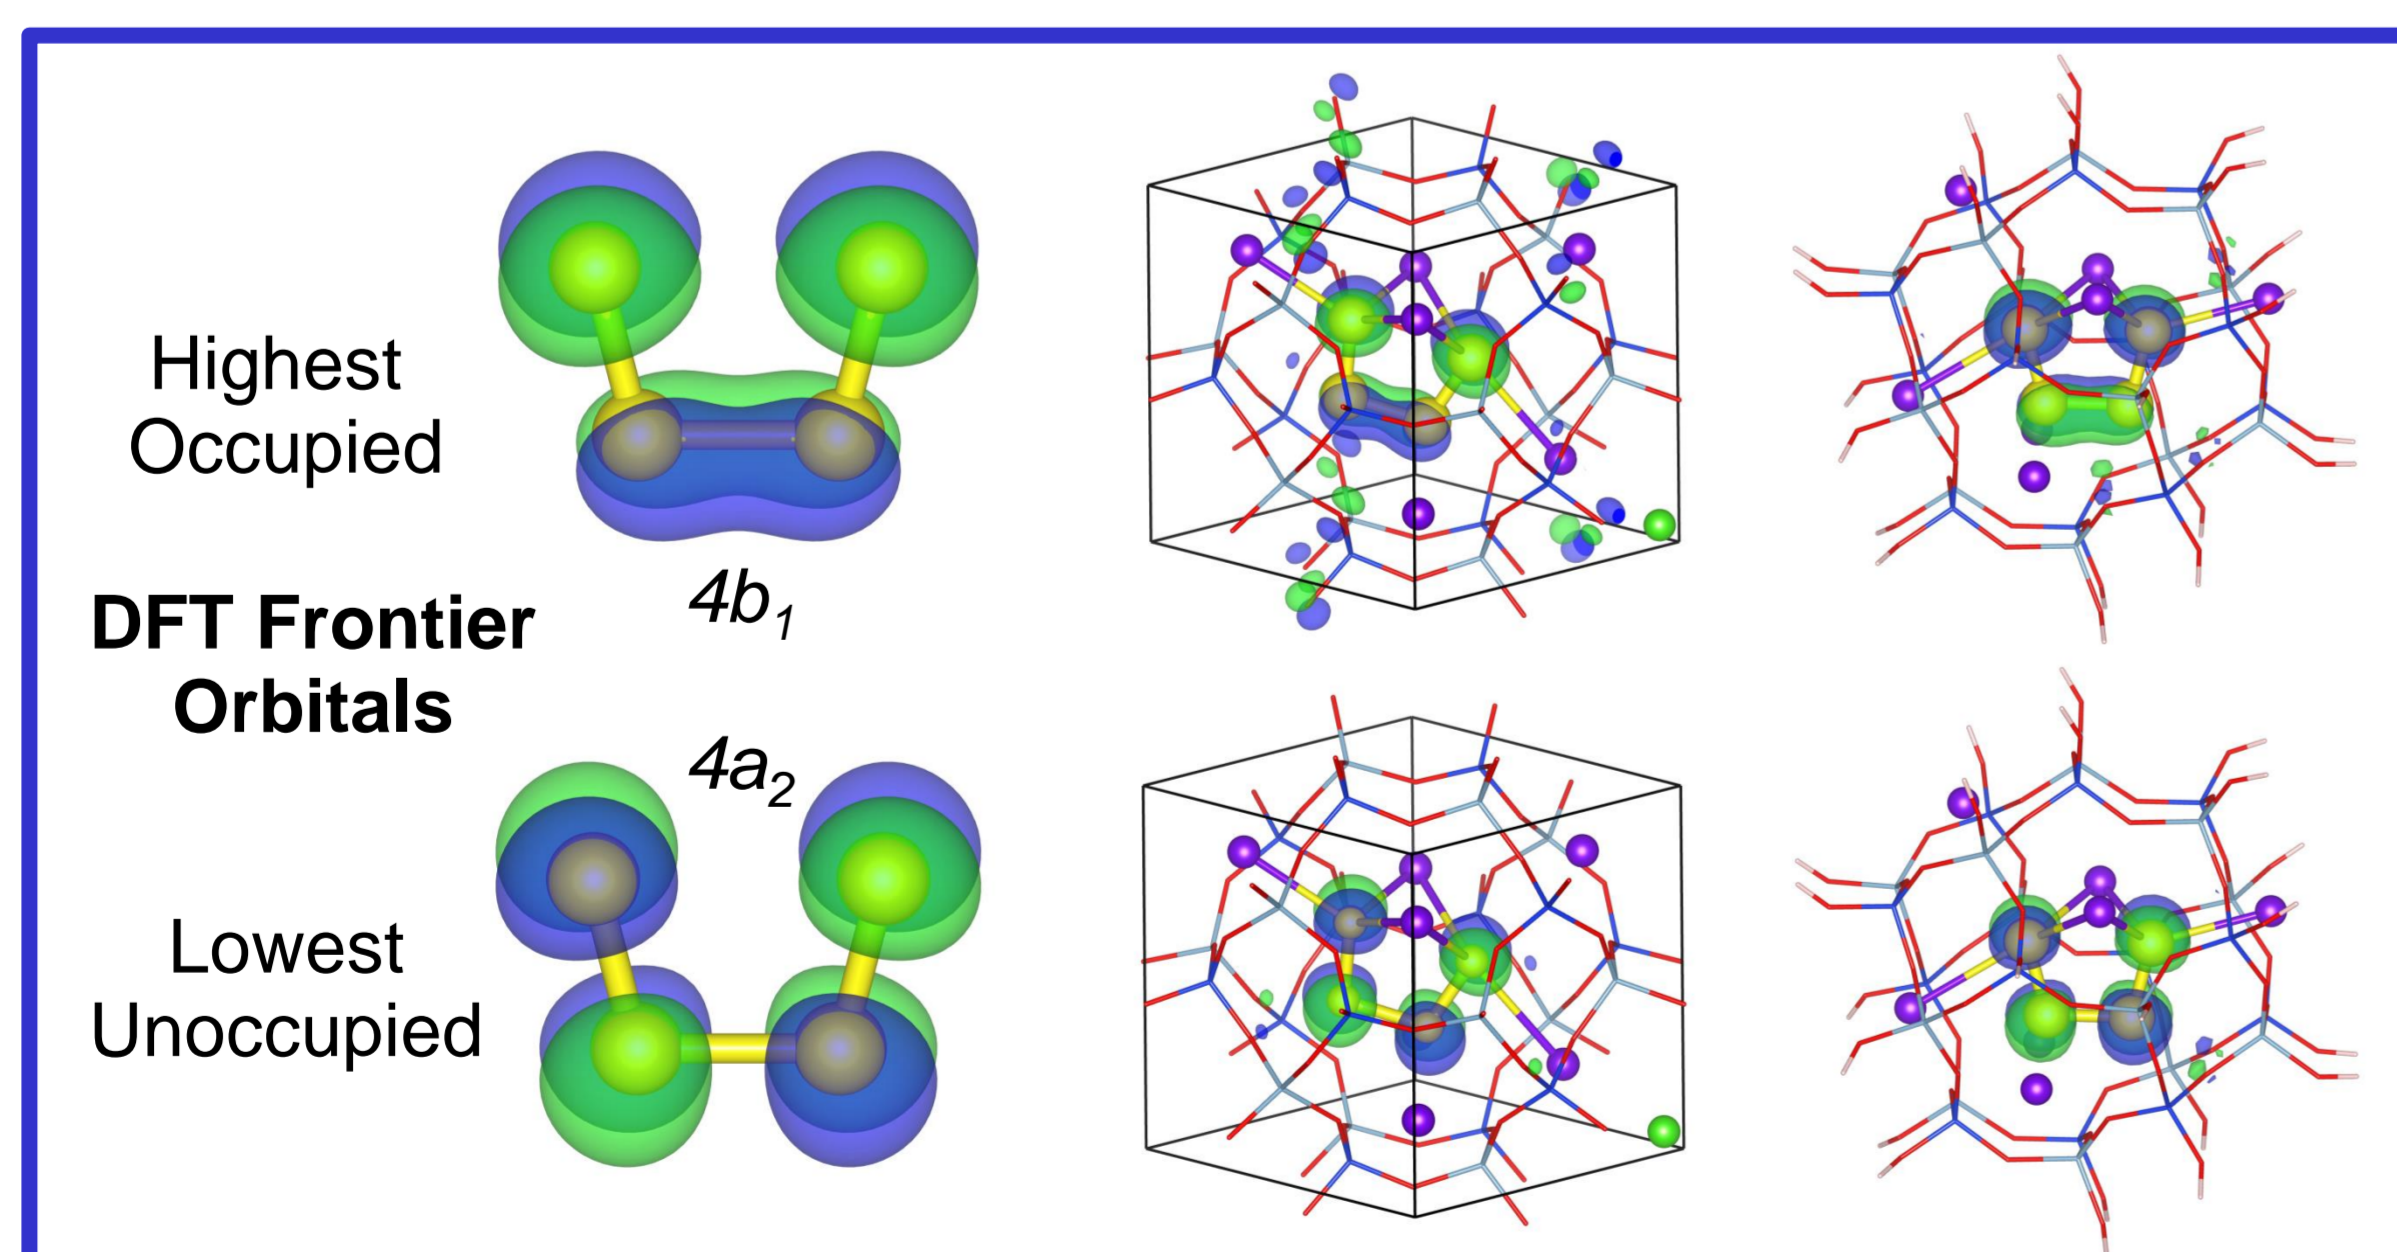 Highest
Occupied
4b1
DFT Frontier
Orbitals
4a2
Lowest
Unoccupied